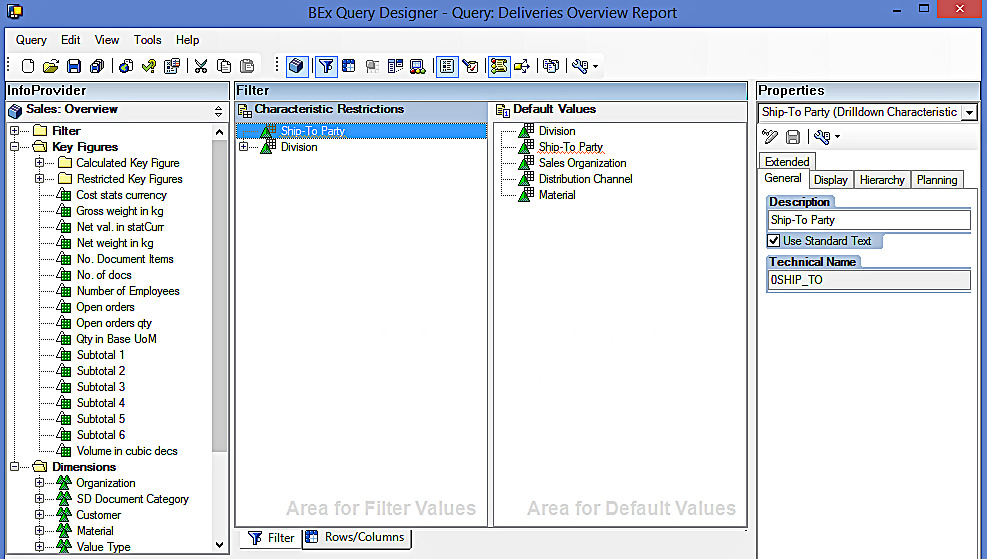 BEx Query Designer - Query: Deliveries Overview Report
Query Edit View Tools Help
InfoProvider
Sales: Overview
Filter
Key Figures
Calculated Key Figure
Restricted Key Figures
Cost stats currency
Gross weight in kg
Net val. in statCurr
Net weight in kg
No. Document Items
No. of docs
Number of Employees
Open orders
Open orders qty
Qty in Base UoM
Subtotal 1
Subtotal 2
Subtotal 3
Subtotal 4
Subtotal 5
Subtotal 6
Volume in cubic decs
Dimensions
Organization
SD Document Category
Customer
Material
Value Type
Filter
Characteristic Restrictions
Ship-To Party
Division
Area for Filter Values
Default Values
Division
Ship-To Party
Sales Organization
Distribution Channel
Material
Area for Default Values
Filter Rows/Columns
Properties
Ship-To Party (Drilldown Characteristic
Extended
General Display Hierarchy Planning
Description
Ship-To Party
Use Standard Text
Technical Name
0SHIP_TO